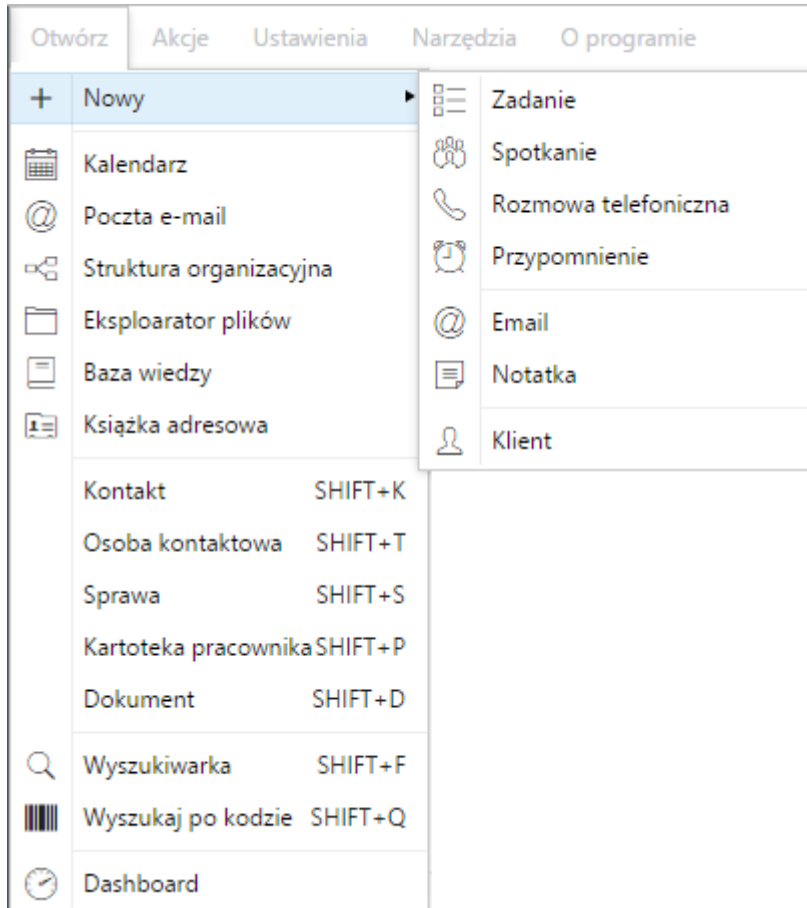 Otwórz Akcje Ustawienia Narzędzia O programie
Nowy
Kalendarz
Poczta e-mail
Struktura organizacyjna
Eksploarator plików
Baza wiedzy
Książka adresowa
Kontakt SHIFT+K
Osoba kontaktowa SHIFT+T
Sprawa SHIFT+S
Kartoteka pracownika SHIFT+P
Dokument SHIFT+D
Wyszukiwarka SHIFT+F
Wyszukaj po kodzie SHIFT+Q
Dashboard
Zadanie
Spotkanie
Rozmowa telefoniczna
Przypomnienie
Email
Notatka
Klient